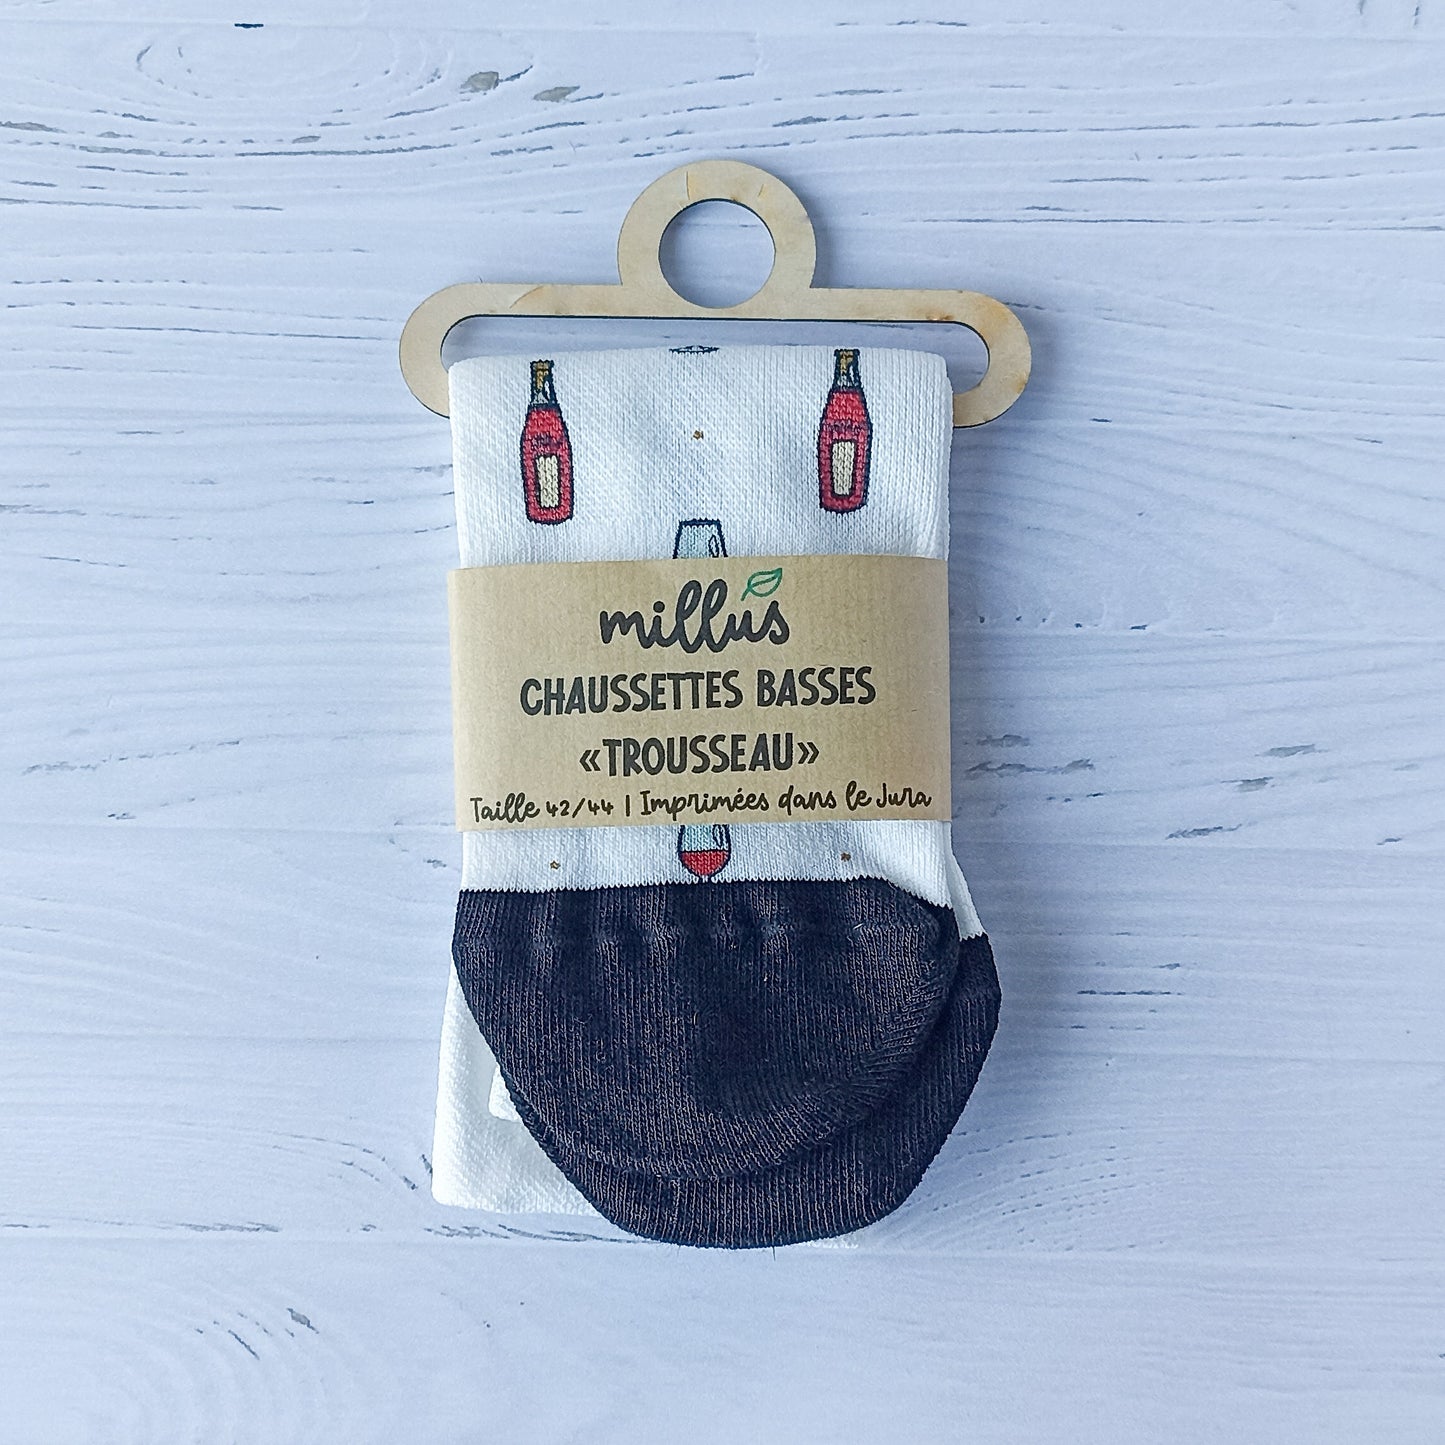 millus
CHAUSSETTES BASSES
«TROUSSEAU»
Taille 42/44 | Imprimées dans le Jura